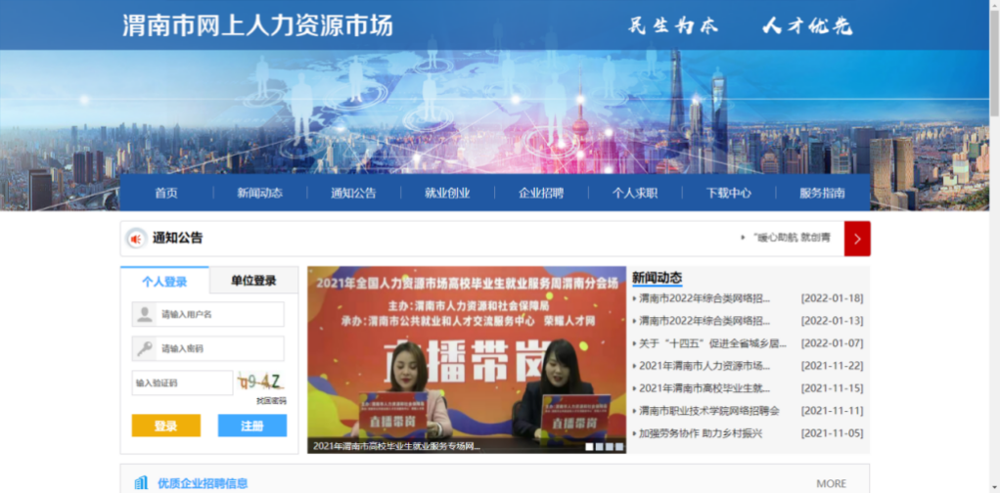 渭南市网上人力资源市场
民生为本 人才优先
首页 新闻动态 通知公告 就业创业 企业招聘 个人求职 下载中心 服务指南
通知公告
“暖心助航 就创青
个人登录 单位登录
请输入用户名
请输入密码
输入验证码
找回密码
登录 注册
2021年全国人力资源市场高校毕业生就业服务周渭南分会场
主办：渭南市人力资源和社会保障局
承办：渭南市公共就业和人才交流服务中心 荣耀人才网
直播带岗
直播带岗
直播带岗
2021年渭南市高校毕业生就业服务专场网...
新闻动态
渭南市2022年综合类网络招... [2022-01-18]
渭南市2022年综合类网络招... [2022-01-13]
关于“十四五”促进全省城乡居... [2022-01-07]
2021年渭南市人力资源市场... [2021-11-22]
2021年渭南市高校毕业生就... [2021-11-15]
渭南市职业技术学院网络招聘会 [2021-11-11]
加强劳务协作 助力乡村振兴 [2021-11-05]
优质企业招聘信息
MORE